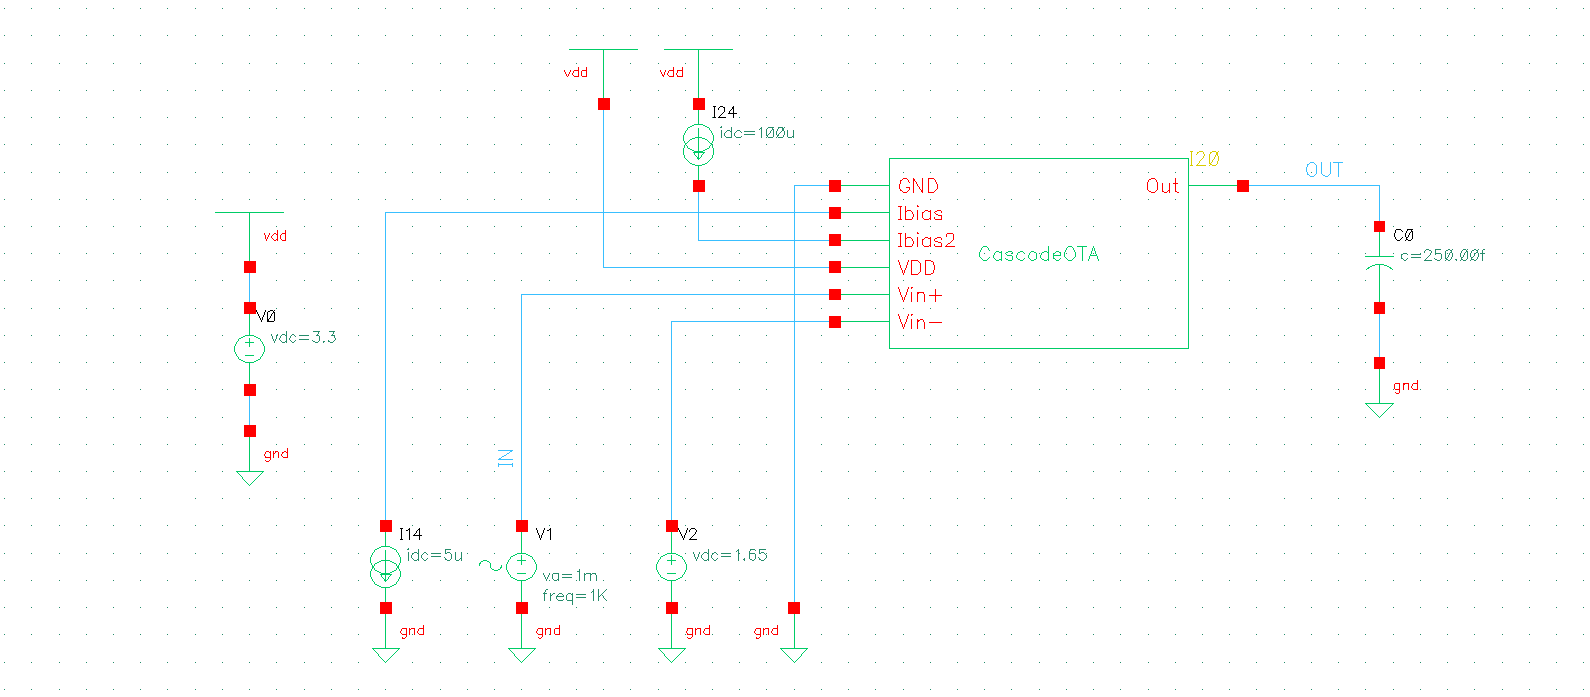 vdd
vdd
I24
idc=100u
I20
GND
Out
OUT
Ibias
vdd
Ibias2
C0
CascodeOTA
c=250.00f
VDD
Vin+
V0
Vin−
vdc=3.3
gnd
gnd
IN
I14
V1
V2
idc=5u
vdc=1.65
va=1m
freq=1K
gnd
gnd
gnd
gnd